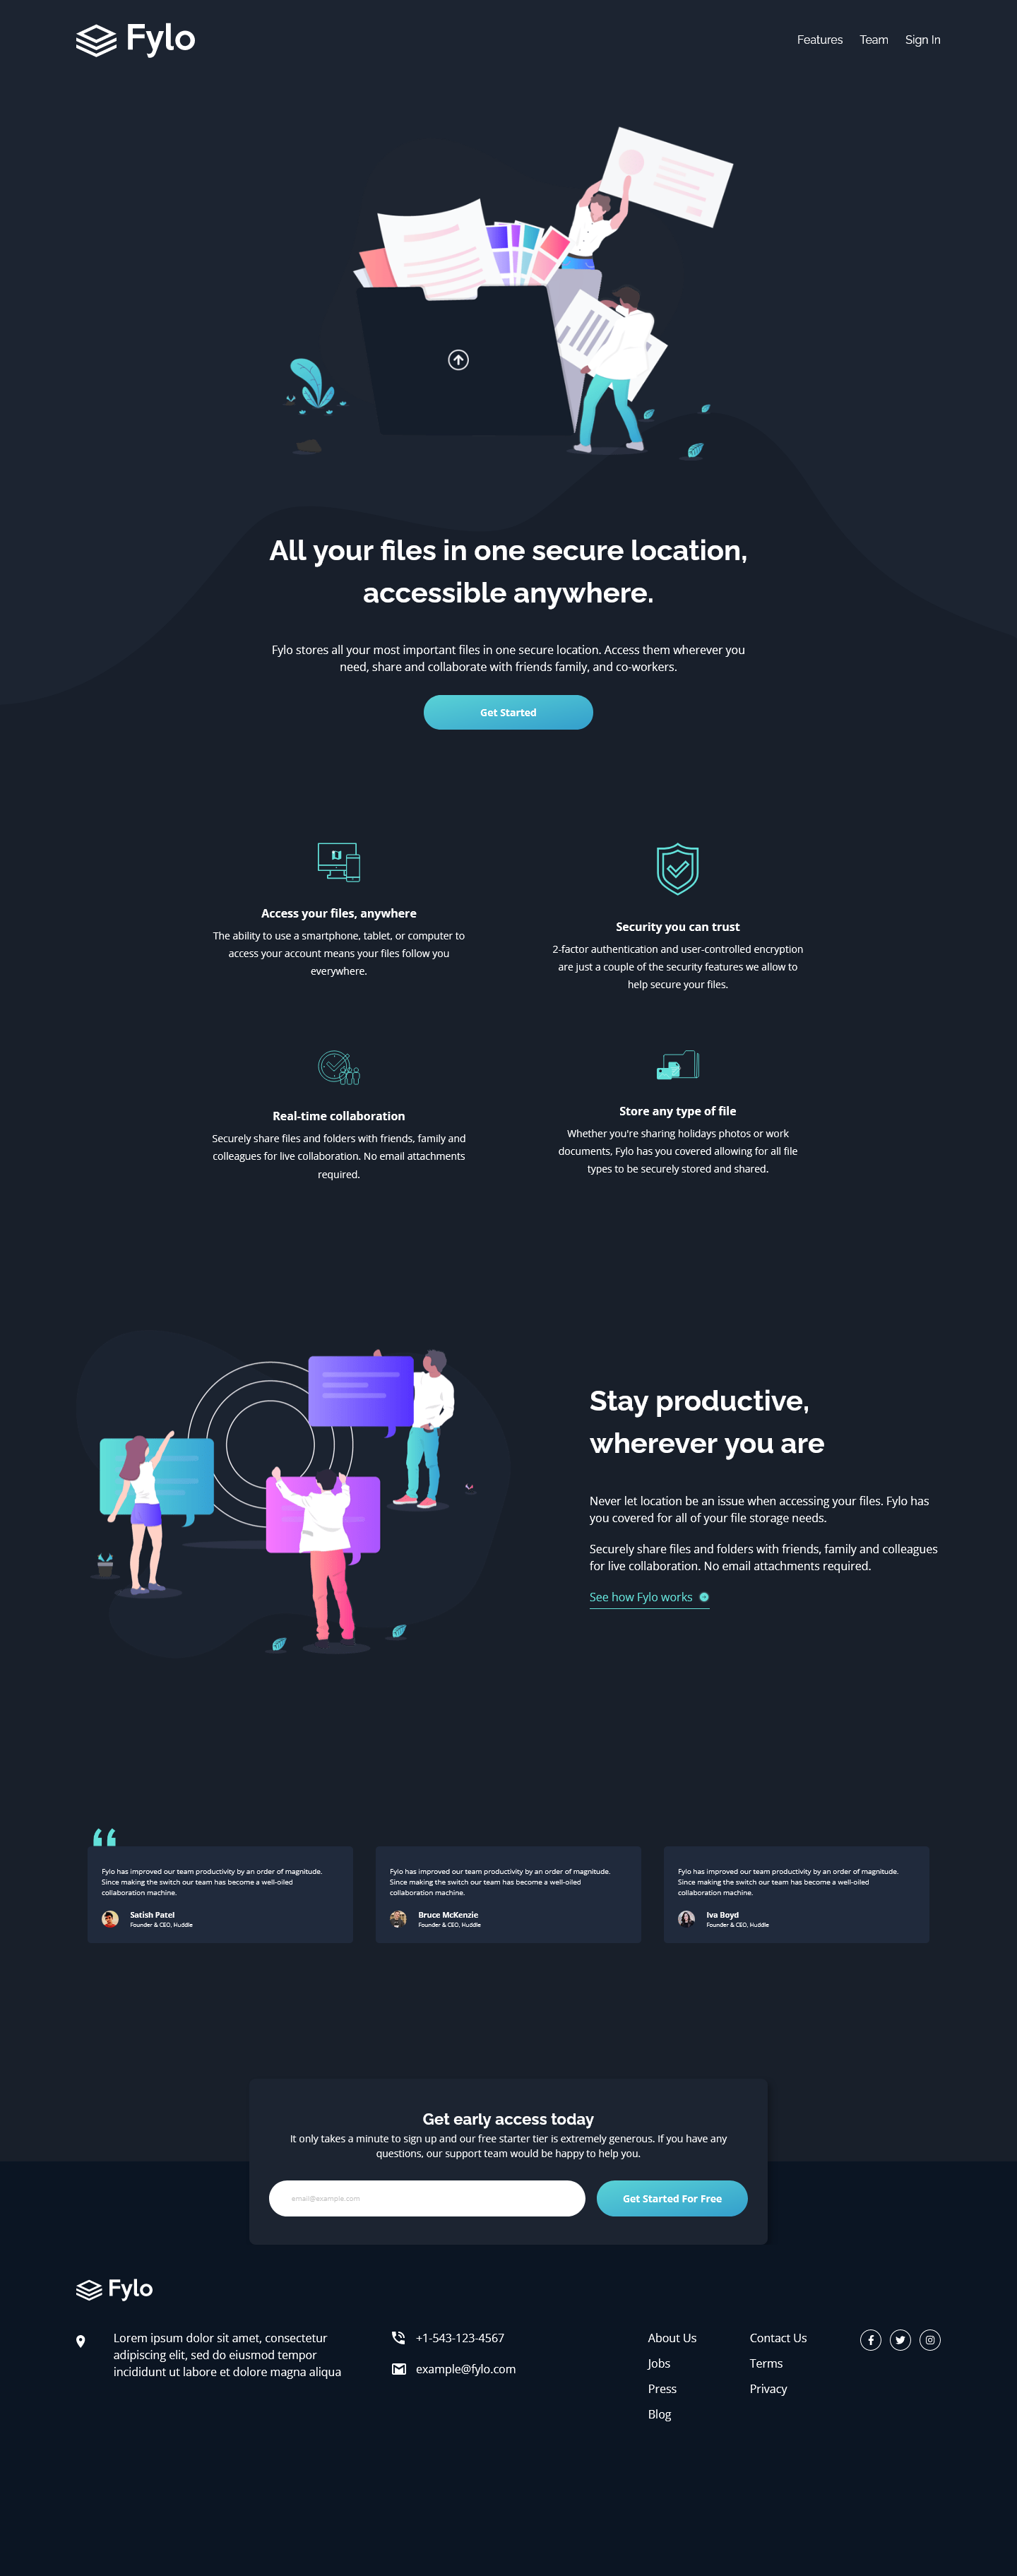 Fylo
Features Team Sign In
All your files in one secure location,
accessible anywhere.
Fylo stores all your most important files in one secure location. Access them wherever you
need, share and collaborate with friends family, and co-workers.
Get Started
Access your files, anywhere
The ability to use a smartphone, tablet, or computer to
access your account means your files follow you
everywhere.
Security you can trust
2-factor authentication and user-controlled encryption
are just a couple of the security features we allow to
help secure your files.
Real-time collaboration
Securely share files and folders with friends, family and
colleagues for live collaboration. No email attachments
required.
Store any type of file
Whether you're sharing holidays photos or work
documents, Fylo has you covered allowing for all file
types to be securely stored and shared.
Stay productive,
wherever you are
Never let location be an issue when accessing your files. Fylo has
you covered for all of your file storage needs.
Securely share files and folders with friends, family and colleagues
for live collaboration. No email attachments required.
See how Fylo works
Fylo has improved our team productivity by an order of magnitude.
Since making the switch our team has become a well-oiled
collaboration machine.
Satish Patel
Founder & CEO, Huddle
Fylo has improved our team productivity by an order of magnitude.
Since making the switch our team has become a well-oiled
collaboration machine.
Bruce McKenzie
Founder & CEO, Huddle
Fylo has improved our team productivity by an order of magnitude.
Since making the switch our team has become a well-oiled
collaboration machine.
Iva Boyd
Founder & CEO, Huddle
Get early access today
It only takes a minute to sign up and our free starter tier is extremely generous. If you have any
questions, our support team would be happy to help you.
email@example.com
Get Started For Free
Fylo
Lorem ipsum dolor sit amet, consectetur
adipiscing elit, sed do eiusmod tempor
incididunt ut labore et dolore magna aliqua
+1-543-123-4567
example@fylo.com
About Us
Jobs
Press
Blog
Contact Us
Terms
Privacy